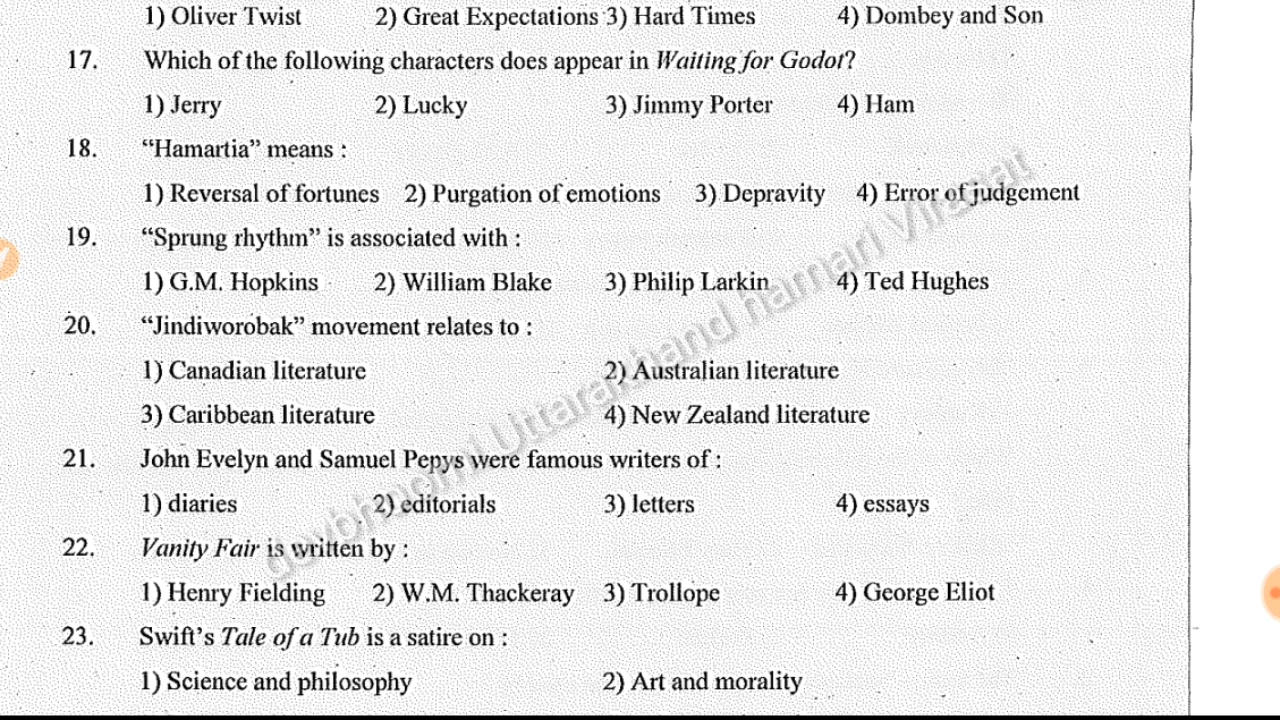 1) Oliver Twist 2) Great Expectations 3) Hard Times 4) Dombey and Son
17. Which of the following characters does appear in Waiting for Godot?
1) Jerry 2) Lucky 3) Jimmy Porter 4) Ham
18. “Hamartia” means :
1) Reversal of fortunes 2) Purgation of emotions 3) Depravity 4) Error of judgement
19. “Sprung rhythm” is associated with :
1) G.M. Hopkins 2) William Blake 3) Philip Larkin 4) Ted Hughes
20. “Jindiworobak” movement relates to :
1) Canadian literature 2) Australian literature
3) Caribbean literature 4) New Zealand literature
21. John Evelyn and Samuel Pepys were famous writers of :
1) diaries 2) editorials 3) letters 4) essays
22. Vanity Fair is written by :
1) Henry Fielding 2) W.M. Thackeray 3) Trollope 4) George Eliot
23. Swift’s Tale of a Tub is a satire on :
1) Science and philosophy 2) Art and morality
devbhoomi Uttarakhand hamari Virasat